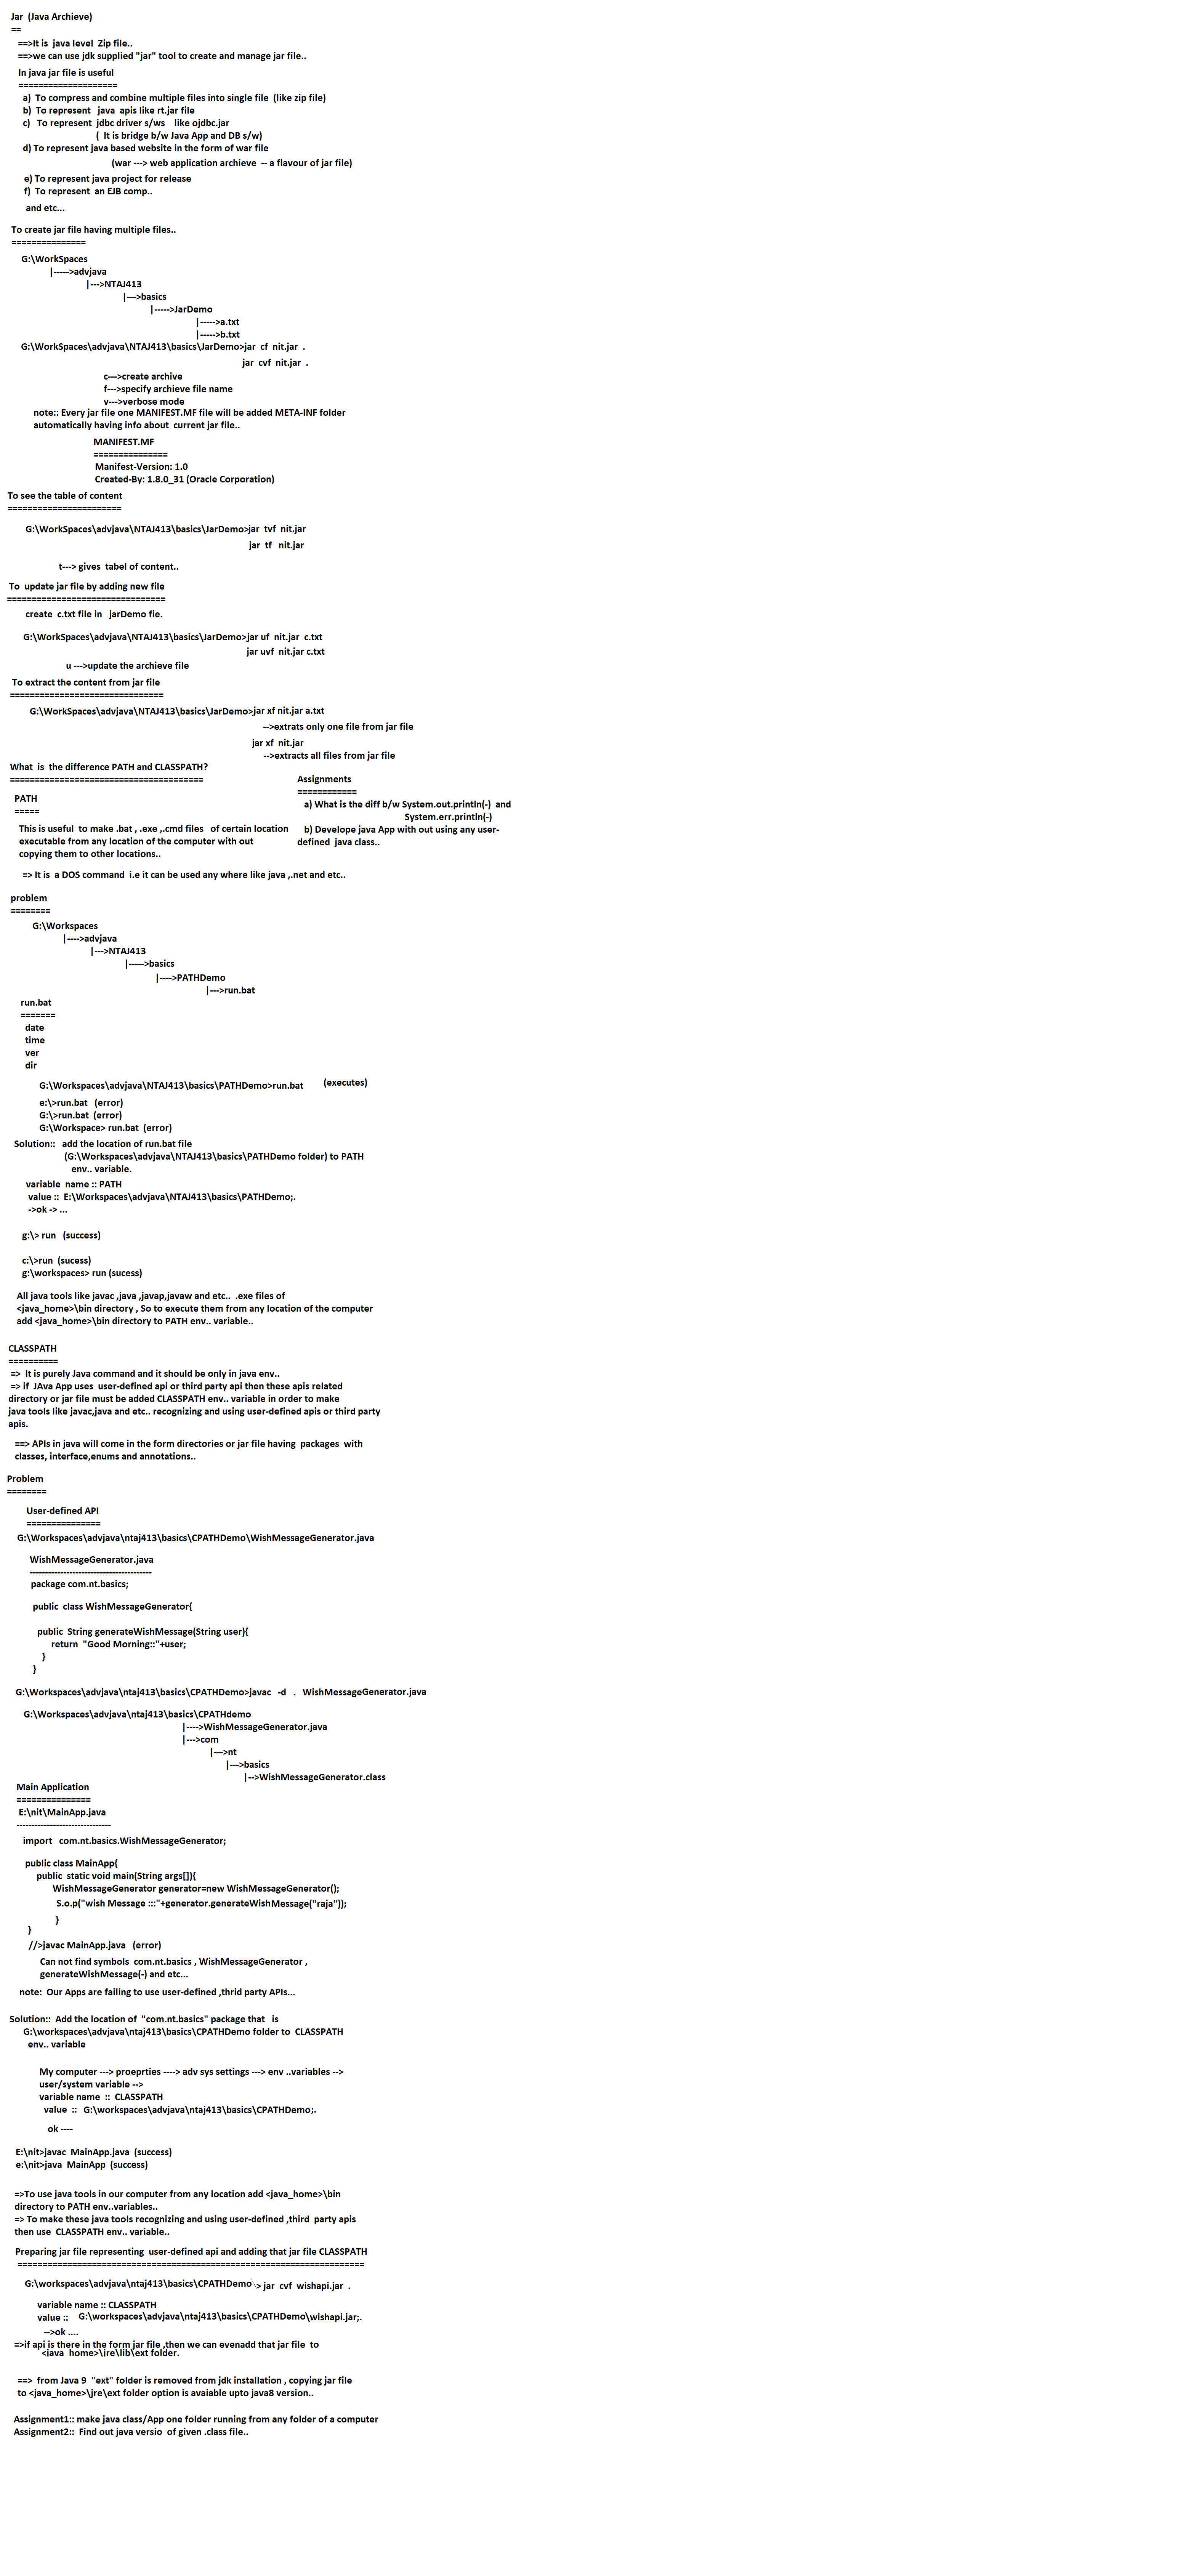 Jar (Java Archieve)
==
==>It is java level Zip file..
==>we can use jdk supplied "jar" tool to create and manage jar file..
In java jar file is useful
====================
a) To compress and combine multiple files into single file (like zip file)
b) To represent java apis like rt.jar file
c) To represent jdbc driver s/ws like ojdbc.jar
( It is bridge b/w Java App and DB s/w)
d) To represent java based website in the form of war file
(war ---> web application archieve -- a flavour of jar file)
e) To represent java project for release
f) To represent an EJB comp..
and etc...
To create jar file having multiple files..
===============
G:\WorkSpaces
|----->advjava
|--->NTAJ413
|--->basics
|----->JarDemo
|----->a.txt
|----->b.txt
G:\WorkSpaces\advjava\NTAJ413\basics\JarDemo>jar cf nit.jar .
jar cvf nit.jar .
c--->create archive
f--->specify archieve file name
v--->verbose mode
note:: Every jar file one MANIFEST.MF file will be added META-INF folder
automatically having info about current jar file..
MANIFEST.MF
===============
Manifest-Version: 1.0
Created-By: 1.8.0_31 (Oracle Corporation)
To see the table of content
=======================
G:\WorkSpaces\advjava\NTAJ413\basics\JarDemo>jar tvf nit.jar
jar tf nit.jar
t---> gives tabel of content..
To update jar file by adding new file
================================
create c.txt file in jarDemo fie.
G:\WorkSpaces\advjava\NTAJ413\basics\JarDemo>jar uf nit.jar c.txt
jar uvf nit.jar c.txt
u --->update the archieve file
To extract the content from jar file
===============================
G:\WorkSpaces\advjava\NTAJ413\basics\JarDemo>jar xf nit.jar a.txt
-->extrats only one file from jar file
jar xf nit.jar
-->extracts all files from jar file
What is the difference PATH and CLASSPATH?
=======================================
PATH
=====
This is useful to make .bat , .exe ,.cmd files of certain location
executable from any location of the computer with out
copying them to other locations..
Assignments
============
a) What is the diff b/w System.out.println(-) and
System.err.println(-)
b) Develope java App with out using any user-
defined java class..
=> It is a DOS command i.e it can be used any where like java ,.net and etc..
problem
========
G:\Workspaces
|---->advjava
|--->NTAJ413
|----->basics
|---->PATHDemo
|--->run.bat
run.bat
=======
date
time
ver
dir
G:\Workspaces\advjava\NTAJ413\basics\PATHDemo>run.bat (executes)
e:\>run.bat (error)
G:\>run.bat (error)
G:\Workspace> run.bat (error)
Solution:: add the location of run.bat file
(G:\Workspaces\advjava\NTAJ413\basics\PATHDemo folder) to PATH
env.. variable.
variable name :: PATH
value :: E:\Workspaces\advjava\NTAJ413\basics\PATHDemo;.
->ok -> ...
g:\> run (success)
c:\>run (sucess)
g:\workspaces> run (sucess)
All java tools like javac ,java ,javap,javaw and etc.. .exe files of
<java_home>\bin directory , So to execute them from any location of the computer
add <java_home>\bin directory to PATH env.. variable..
CLASSPATH
==========
=> It is purely Java command and it should be only in java env..
=> if JAva App uses user-defined api or third party api then these apis related
directory or jar file must be added CLASSPATH env.. variable in order to make
java tools like javac,java and etc.. recognizing and using user-defined apis or third party
apis.
==> APIs in java will come in the form directories or jar file having packages with
classes, interface,enums and annotations..
Problem
========
User-defined API
===============
G:\Workspaces\advjava\ntaj413\basics\CPATHDemo\WishMessageGenerator.java
WishMessageGenerator.java
----------------------------------------
package com.nt.basics;
public class WishMessageGenerator{
public String generateWishMessage(String user){
return "Good Morning::"+user;
}
}
G:\Workspaces\advjava\ntaj413\basics\CPATHDemo>javac -d . WishMessageGenerator.java
G:\Workspaces\advjava\ntaj413\basics\CPATHdemo
|---->WishMessageGenerator.java
|--->com
|--->nt
|--->basics
|-->WishMessageGenerator.class
Main Application
===============
E:\nit\MainApp.java
-------------------------------
import com.nt.basics.WishMessageGenerator;
public class MainApp{
public static void main(String args[]){
WishMessageGenerator generator=new WishMessageGenerator();
S.o.p("wish Message :::"+generator.generateWishMessage("raja"));
}
}
//>javac MainApp.java (error)
Can not find symbols com.nt.basics , WishMessageGenerator ,
generateWishMessage(-) and etc...
note: Our Apps are failing to use user-defined ,thrid party APIs...
Solution:: Add the location of "com.nt.basics" package that is
G:\workspaces\advjava\ntaj413\basics\CPATHDemo folder to CLASSPATH
env.. variable
My computer ---> proeprties ----> adv sys settings ---> env ..variables -->
user/system variable -->
variable name :: CLASSPATH
value :: G:\workspaces\advjava\ntaj413\basics\CPATHDemo;.
ok ----
E:\nit>javac MainApp.java (success)
e:\nit>java MainApp (success)
=>To use java tools in our computer from any location add <java_home>\bin
directory to PATH env..variables..
=> To make these java tools recognizing and using user-defined ,third party apis
then use CLASSPATH env.. variable..
Preparing jar file representing user-defined api and adding that jar file CLASSPATH
======================================================================
G:\workspaces\advjava\ntaj413\basics\CPATHDemo\> jar cvf wishapi.jar .
variable name :: CLASSPATH
value :: G:\workspaces\advjava\ntaj413\basics\CPATHDemo\wishapi.jar;.
-->ok ....
=>if api is there in the form jar file ,then we can evenadd that jar file to
<java_home>\jre\lib\ext folder.
==> from Java 9 "ext" folder is removed from jdk installation , copying jar file
to <java_home>\jre\ext folder option is avaiable upto java8 version..
Assignment1:: make java class/App one folder running from any folder of a computer
Assignment2:: Find out java versio of given .class file..